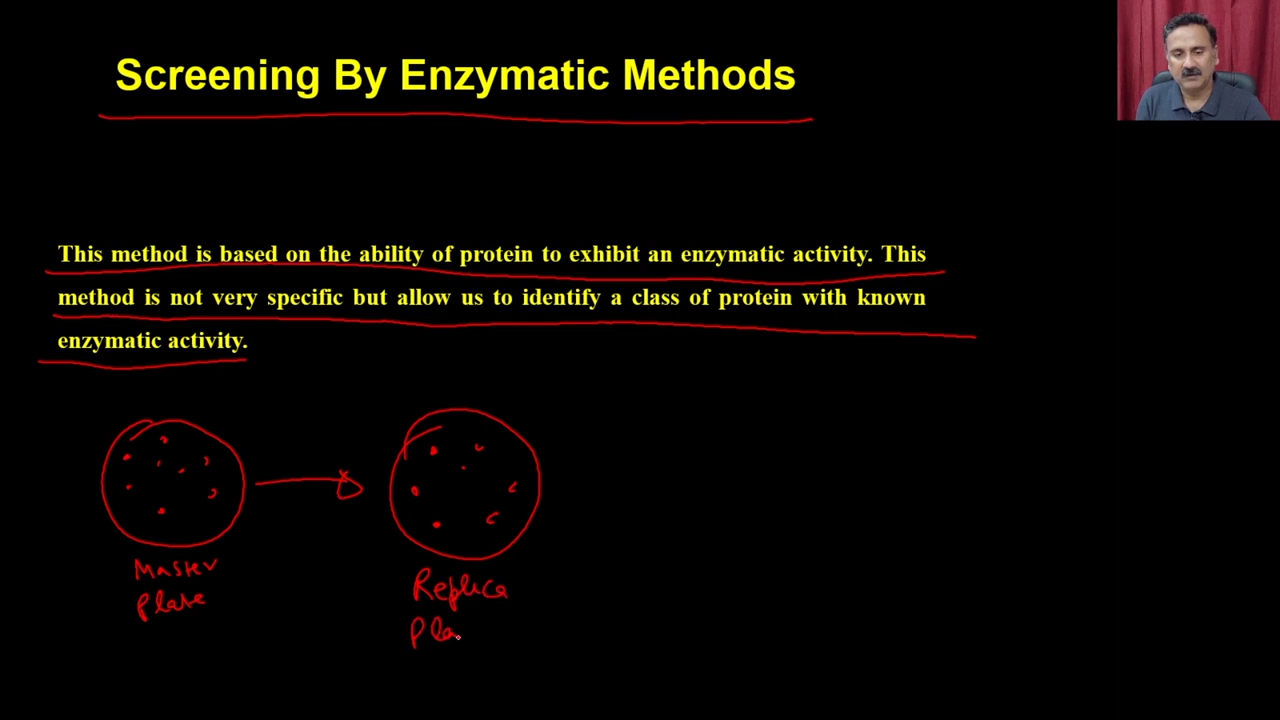 Screening By Enzymatic Methods
This method is based on the ability of protein to exhibit an enzymatic activity. This
method is not very specific but allow us to identify a class of protein with known
enzymatic activity.
Master
Plate
Replica
Pla